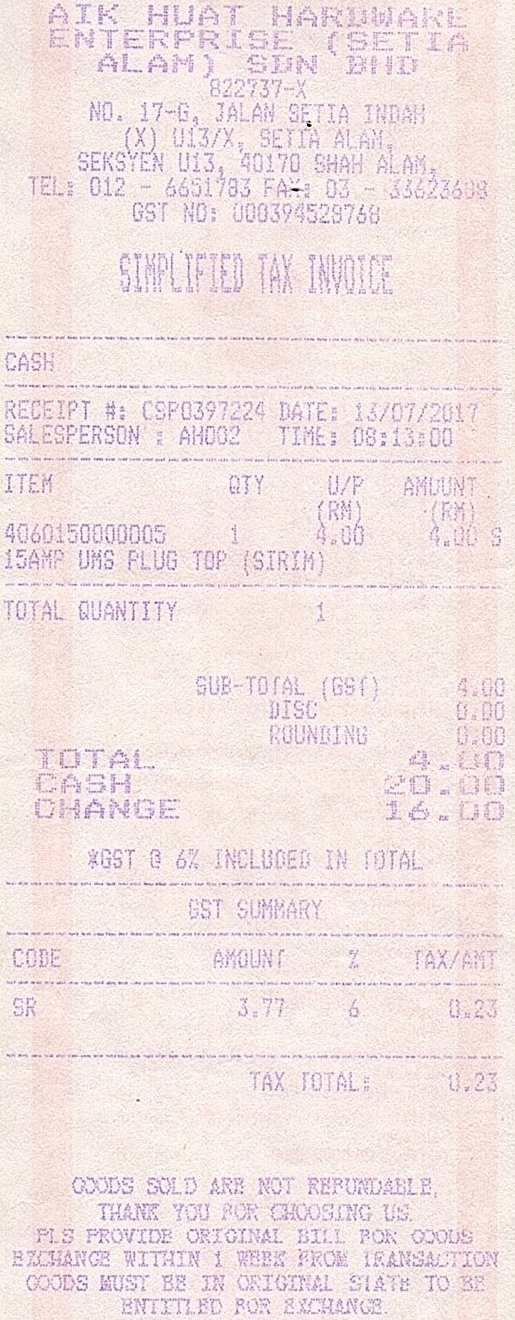 AIK HUAT HARDWARE
ENTERPRISE (SETIA
ALAM) SDN BHD
822737-X
NO. 17-G, JALAN SETIA INDAH
(X) U13/X, SETIA ALAM,
SEKSYEN U13, 40170 SHAH ALAM,
TEL: 012 - 6651783 FAX: 03 - 33623608
GST NO: 000394528768
SIMPLIFIED TAX INVOICE
CASH
RECEIPT #: CSP0397224 DATE: 13/07/2017
SALESPERSON : AH002 TIME: 08:13:00
ITEM QTY U/P AMOUNT
(RM) (RM)
4060150000005 1 4.00 4.00 S
15AMP UMS PLUG TOP (SIRIM)
TOTAL QUANTITY 1
SUB-TOTAL (GST) 4.00
DISC 0.00
ROUNDING 0.00
TOTAL 4.00
CASH 20.00
CHANGE 16.00
*GST @ 6% INCLUDED IN TOTAL
GST SUMMARY
CODE AMOUNT % TAX/AMT
SR 3.77 6 0.23
TAX TOTAL: 0.23
GOODS SOLD ARE NOT REFUNDABLE,
THANK YOU FOR CHOOSING US.
PLS PROVIDE ORIGINAL BILL FOR GOODS
EXCHANGE WITHIN 1 WEEK FROM TRANSACTION
GOODS MUST BE IN ORIGINAL STATE TO BE
ENTITLED FOR EXCHANGE.